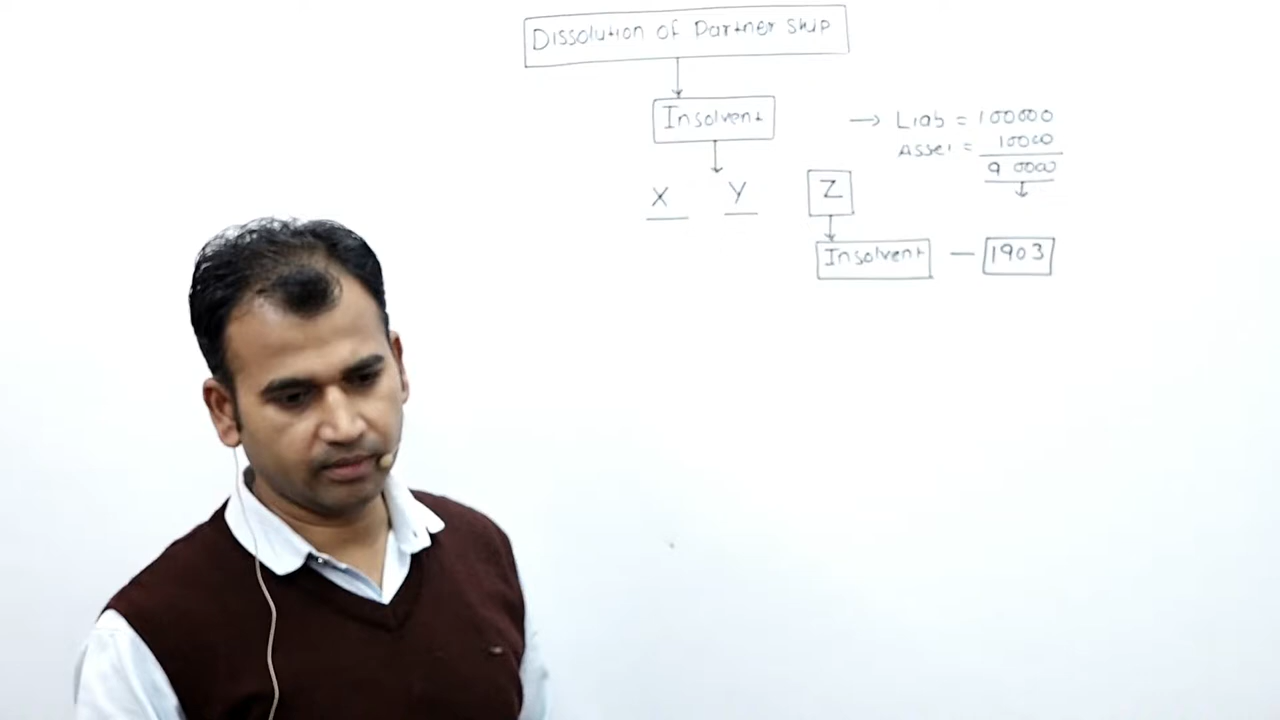 Dissolution of Partner ship
Insolvent
→ Liab = 100000
Asset = 10000
90000
X Y Z
Insolvent — 1903